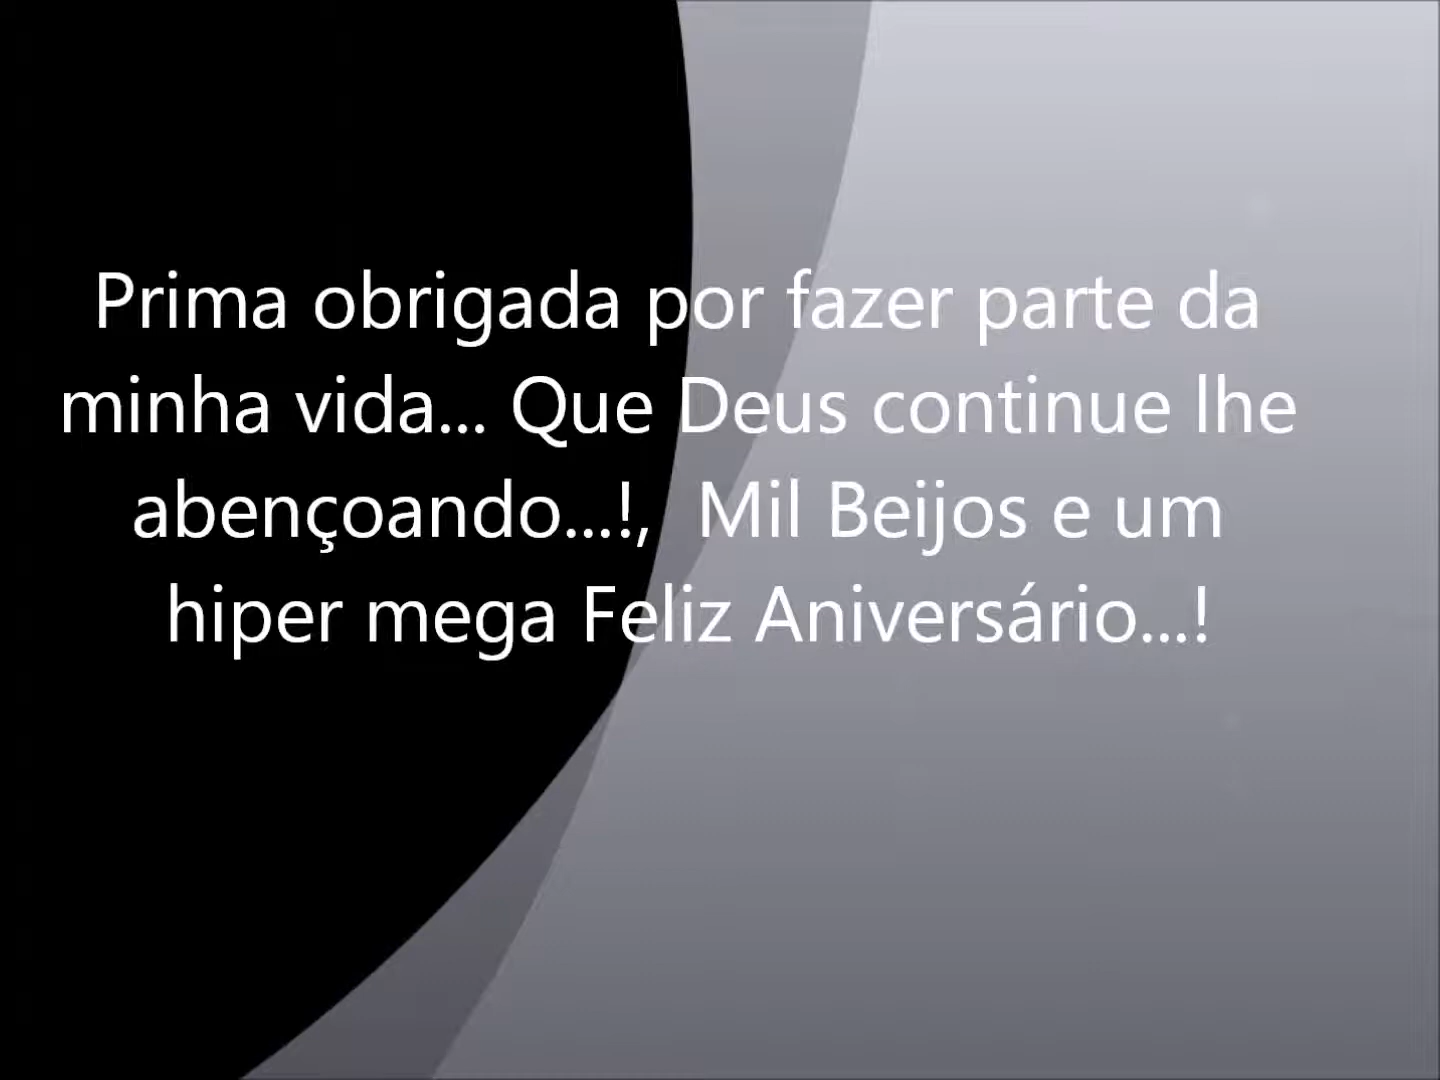 Prima obrigada por fazer parte da
minha vida... Que Deus continue lhe
abençoando...!,  Mil Beijos e um
hiper mega Feliz Aniversário...!